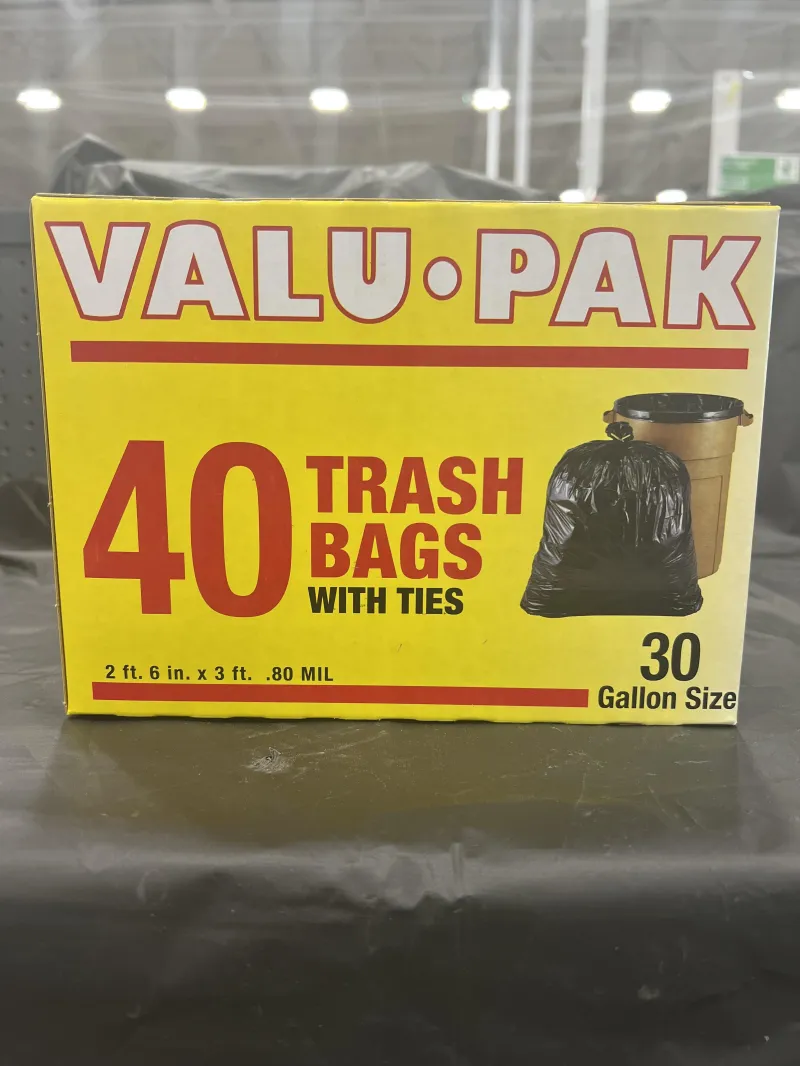 VALU•PAK
40 TRASH
BAGS
WITH TIES
2 ft. 6 in. x 3 ft. .80 MIL
30
Gallon Size